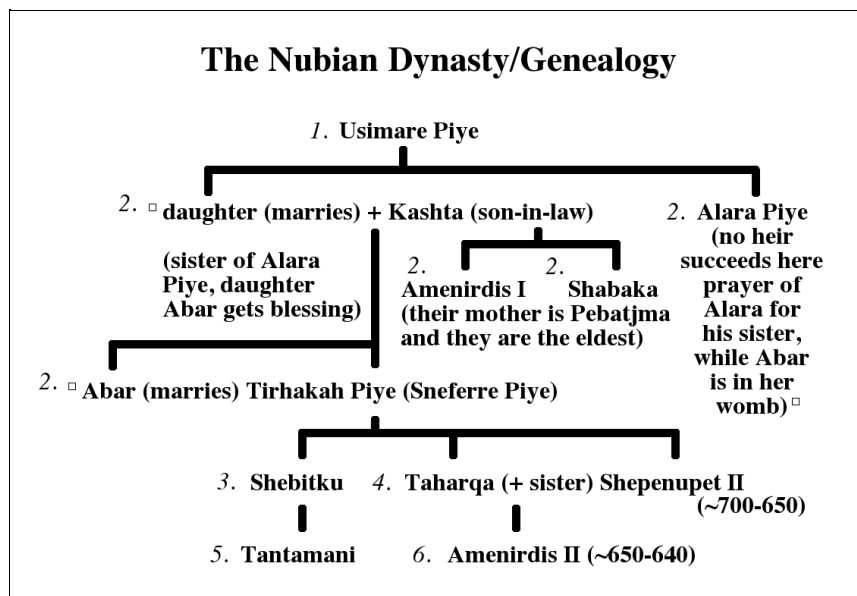 The Nubian Dynasty/Genealogy
1. Usimare Piye
2. □ daughter (marries) + Kashta (son-in-law)
(sister of Alara
Piye, daughter
Abar gets blessing)
2. Amenirdis I
2. Shabaka
(their mother is Pebatjma
and they are the eldest)
2. Alara Piye
(no heir
succeeds here
prayer of
Alara for
his sister,
while Abar
is in her
womb) □
2. □ Abar (marries) Tirhakah Piye (Sneferre Piye)
3. Shebitku
4. Taharqa (+ sister) Shepenupet II
(~700-650)
5. Tantamani
6. Amenirdis II (~650-640)